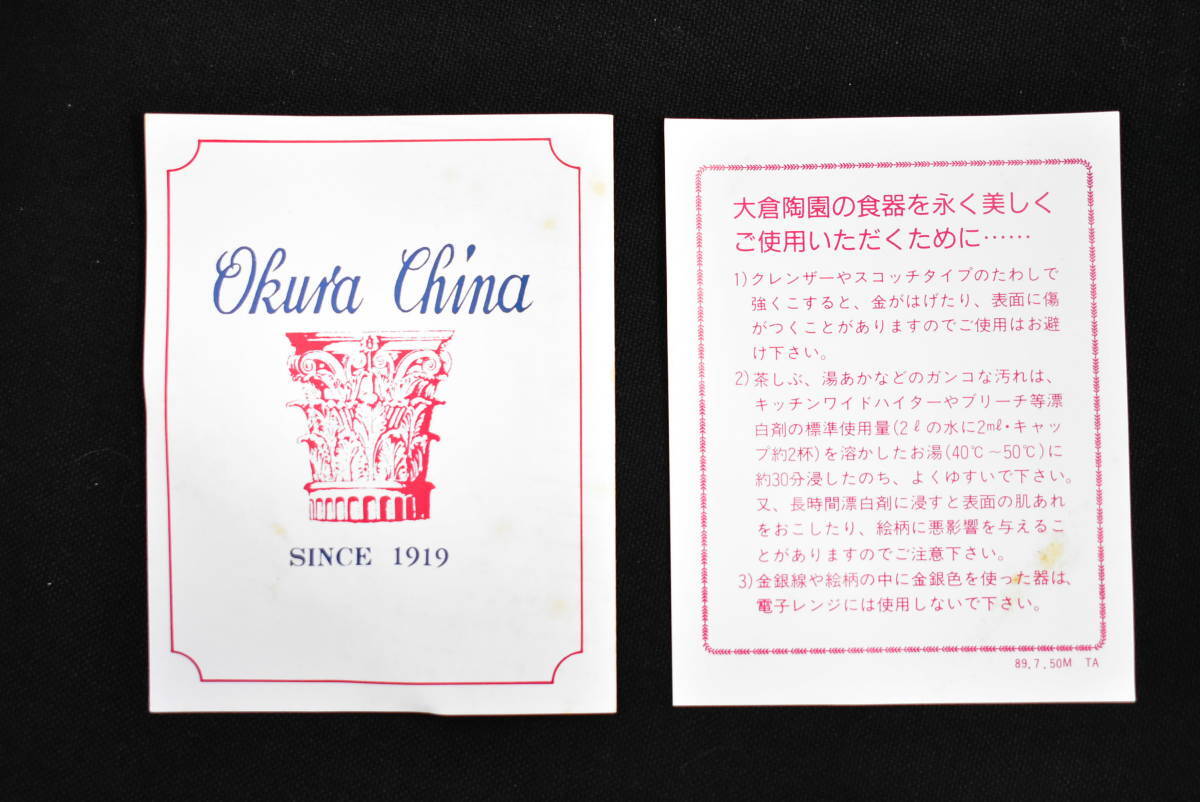 Okura China
SINCE 1919
大倉陶園の食器を永く美しく
ご使用いただくために……
1)クレンザーやスコッチタイプのたわしで
強くこすると、金がはげたり、表面に傷
がつくことがありますのでご使用はお避
け下さい。
2)茶しぶ、湯あかなどのガンコな汚れは、
キッチンワイドハイターやブリーチ等漂
白剤の標準使用量(2ℓの水に2㎖・キャッ
プ約2杯)を溶かしたお湯(40℃～50℃)に
約30分浸したのち、よくゆすいで下さい。
又、長時間漂白剤に浸すと表面の肌あれ
をおこしたり、絵柄に悪影響を与えるこ
とがありますのでご注意下さい。
3)金銀線や絵柄の中に金銀色を使った器は、
電子レンジには使用しないで下さい。
89.7.50M TA